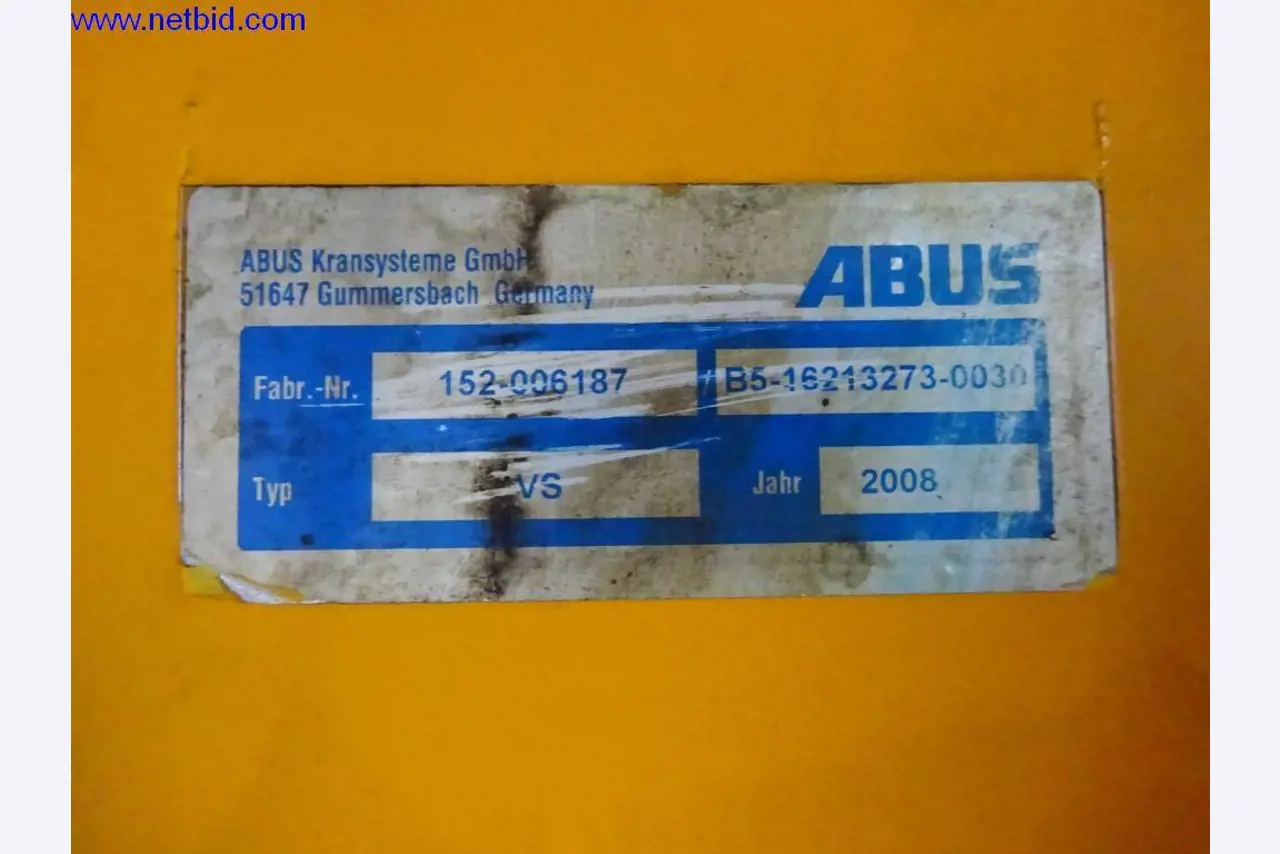 www.netbid.com
ABUS Kransysteme GmbH
51647 Gummersbach Germany
ABUS
Fabr.-Nr. 152-006187 B5-16213273-0030
Typ VS Jahr 2008